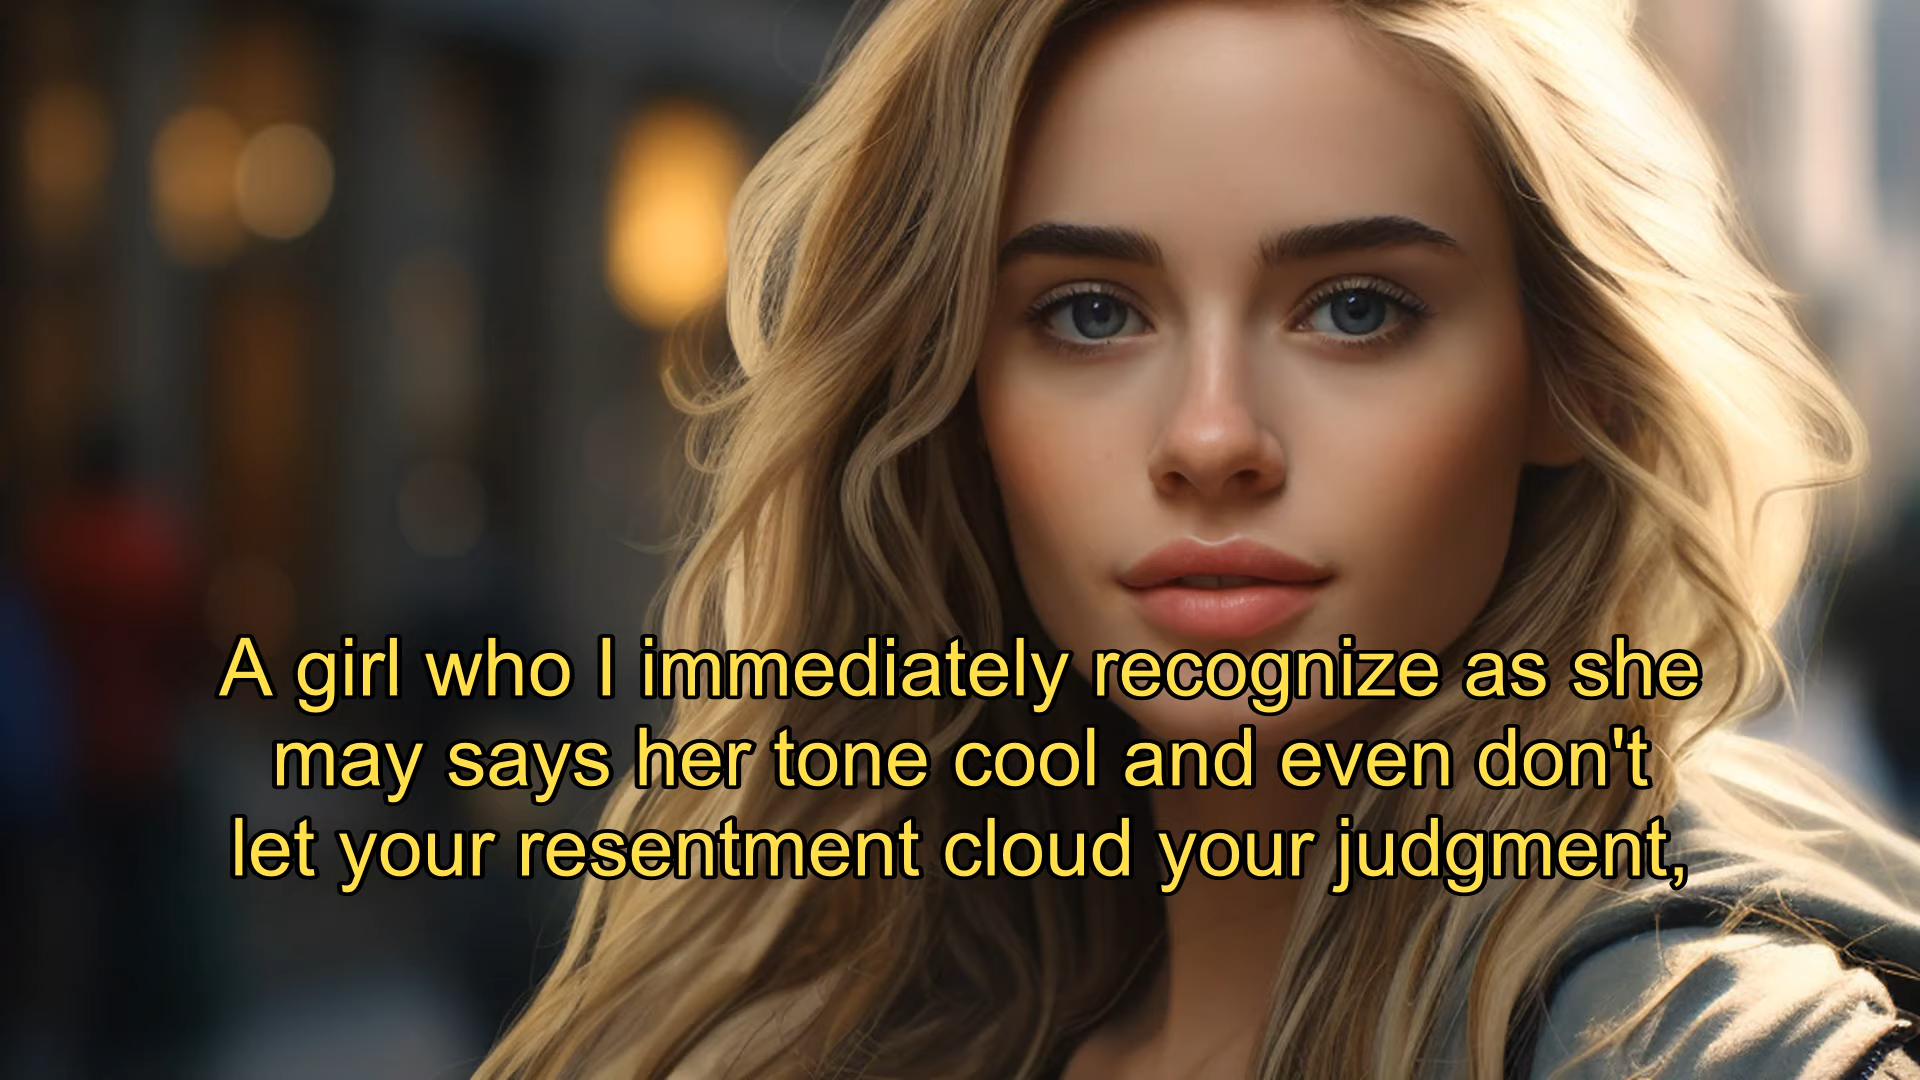 A girl who I immediately recognize as she
may says her tone cool and even don't
let your resentment cloud your judgment,